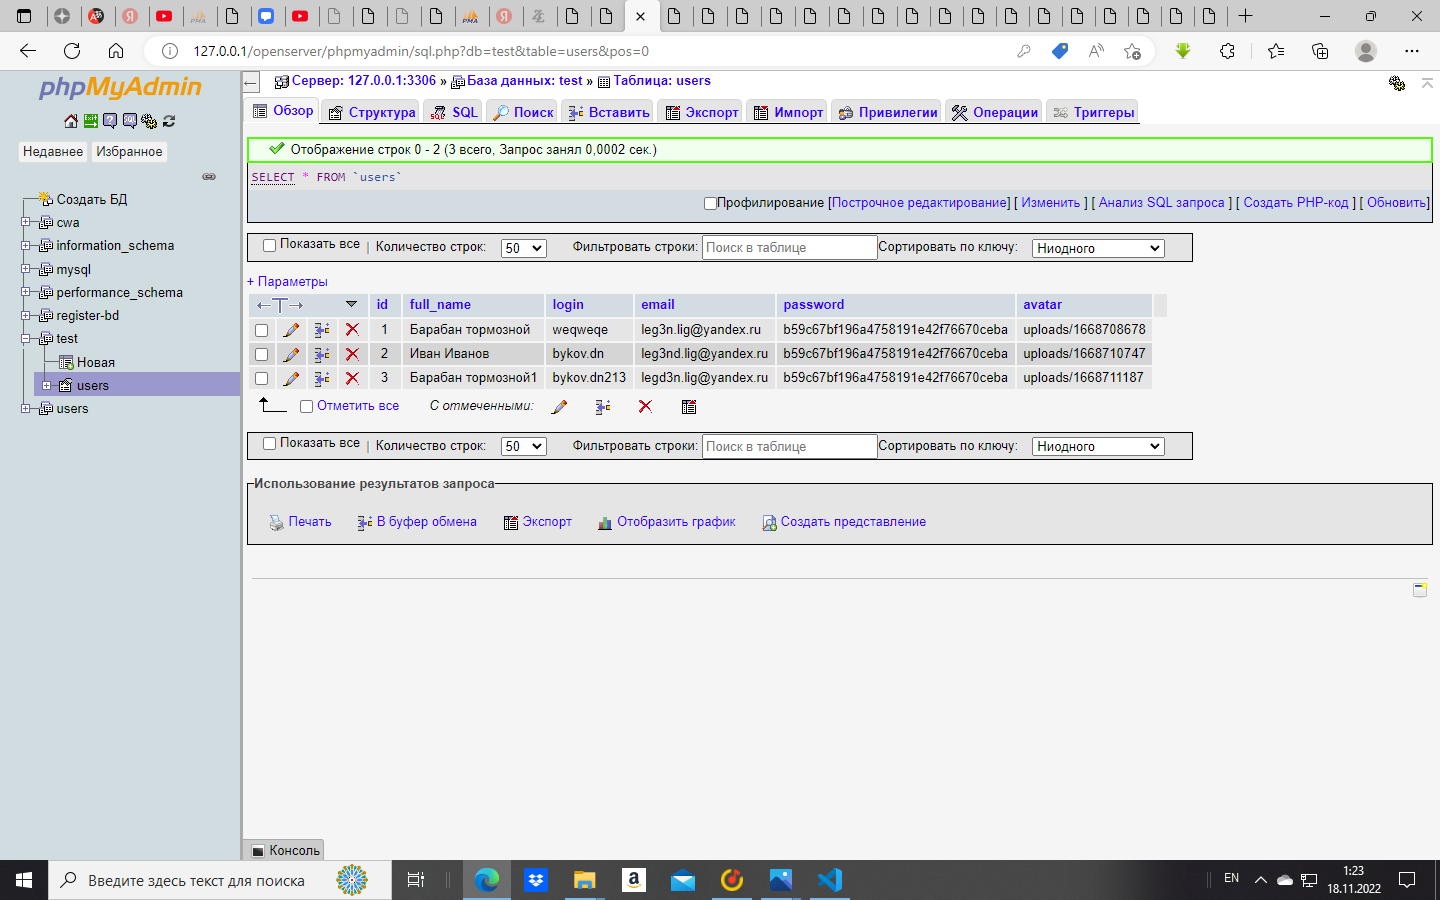 127.0.0.1/openserver/phpmyadmin/sql.php?db=test&table=users&pos=0
phpMyAdmin
Недавнее Избранное
Создать БД
cwa
information_schema
mysql
performance_schema
register-bd
test
Новая
users
users
Сервер: 127.0.0.1:3306 » База данных: test » Таблица: users
Обзор Структура SQL Поиск Вставить Экспорт Импорт Привилегии Операции Триггеры
Отображение строк 0 - 2 (3 всего, Запрос занял 0,0002 сек.)
SELECT * FROM `users`
Профилирование [Построчное редактирование] [ Изменить ] [ Анализ SQL запроса ] [ Создать PHP-код ] [ Обновить]
Показать все | Количество строк: 50 Фильтровать строки: Поиск в таблице Сортировать по ключу: Ниодного
+ Параметры
←T→ id full_name login email password avatar
1 Барабан тормозной weqweqe leg3n.lig@yandex.ru b59c67bf196a4758191e42f76670ceba uploads/1668708678
2 Иван Иванов bykov.dn leg3nd.lig@yandex.ru b59c67bf196a4758191e42f76670ceba uploads/1668710747
3 Барабан тормозной1 bykov.dn213 legd3n.lig@yandex.ru b59c67bf196a4758191e42f76670ceba uploads/1668711187
Отметить все С отмеченными:
Показать все | Количество строк: 50 Фильтровать строки: Поиск в таблице Сортировать по ключу: Ниодного
Использование результатов запроса
Печать В буфер обмена Экспорт Отобразить график Создать представление
Консоль
Введите здесь текст для поиска
EN
1:23
18.11.2022